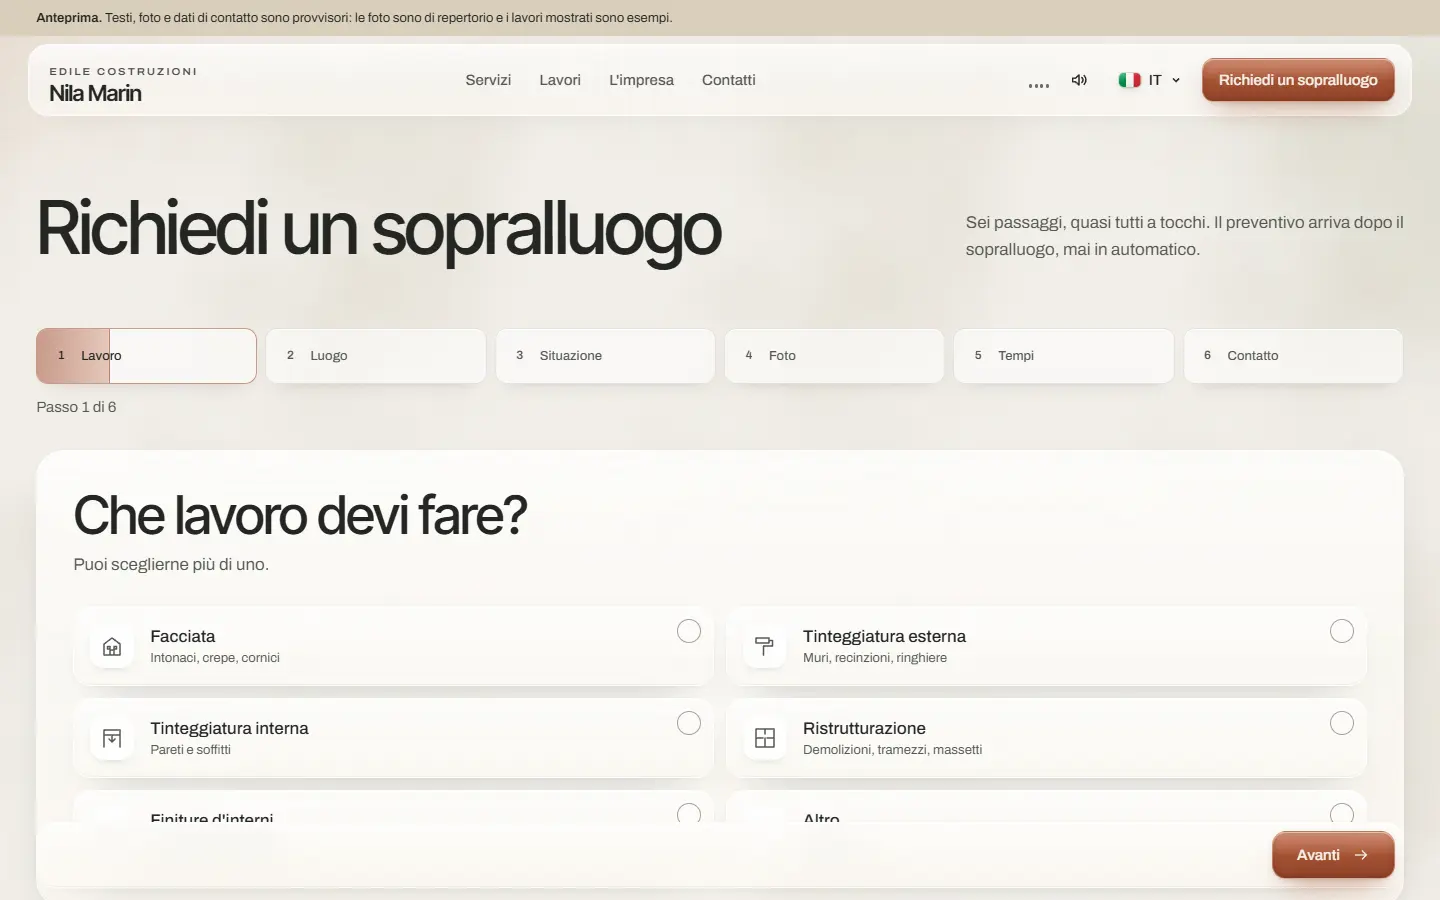 Anteprima. Testi, foto e dati di contatto sono provvisori: le foto sono di repertorio e i lavori mostrati sono esempi.
EDILE COSTRUZIONI
Nila Marin
Servizi
Lavori
L'impresa
Contatti
IT
Richiedi un sopralluogo
Richiedi un sopralluogo
Sei passaggi, quasi tutti a tocchi. Il preventivo arriva dopo il
sopralluogo, mai in automatico.
1 Lavoro
2 Luogo
3 Situazione
4 Foto
5 Tempi
6 Contatto
Passo 1 di 6
Che lavoro devi fare?
Puoi sceglierne più di uno.
Facciata
Intonaci, crepe, cornici
Tinteggiatura esterna
Muri, recinzioni, ringhiere
Tinteggiatura interna
Pareti e soffitti
Ristrutturazione
Demolizioni, tramezzi, massetti
Finiture d'interni
Altro
Avanti